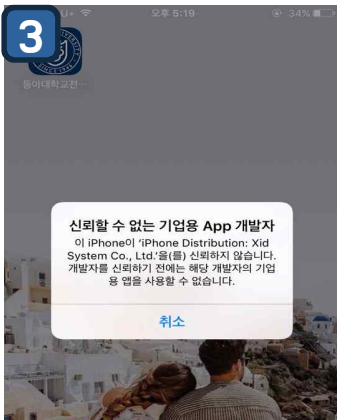 3
U+ 오후 5:19 34%
UNIVERSITY
SINCE 1946
동아대학교전…
신뢰할 수 없는 기업용 App 개발자
이 iPhone이 'iPhone Distribution: Xid
System Co., Ltd.'을(를) 신뢰하지 않습니다.
개발자를 신뢰하기 전에는 해당 개발자의 기업
용 앱을 사용할 수 없습니다.
취소